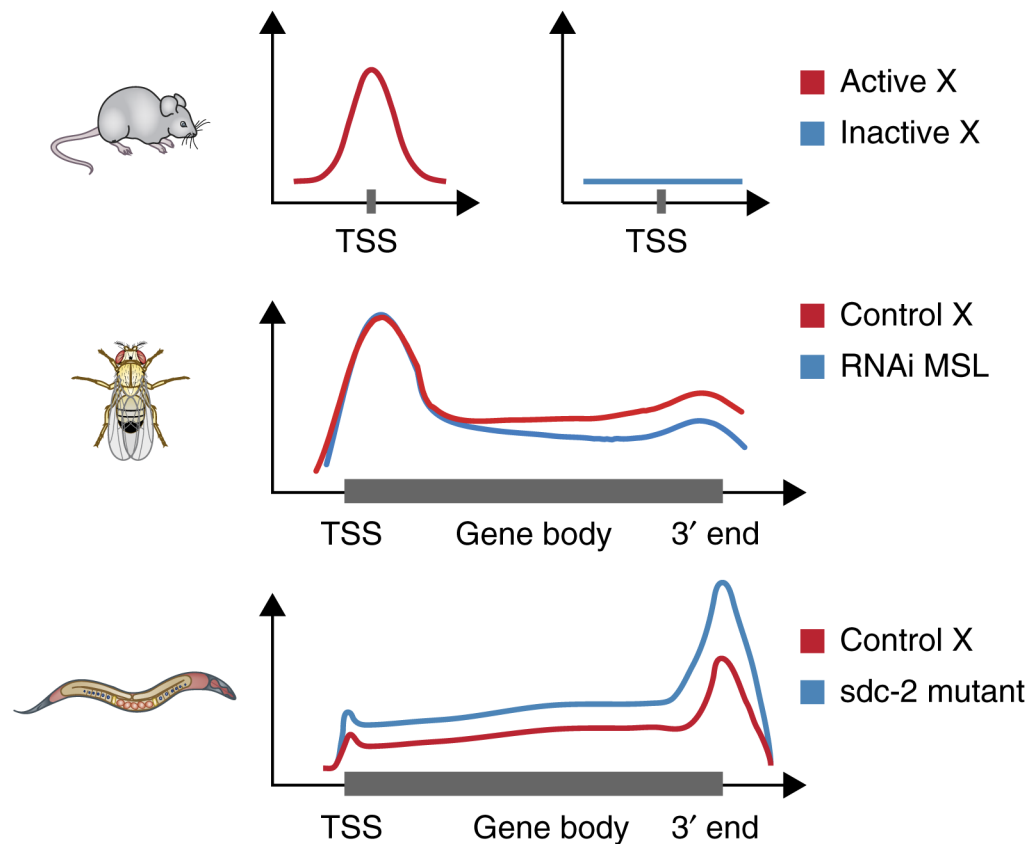 Active X
Inactive X
TSS
TSS
Control X
RNAi MSL
TSS
Gene body
3′ end
Control X
sdc-2 mutant
TSS
Gene body
3′ end